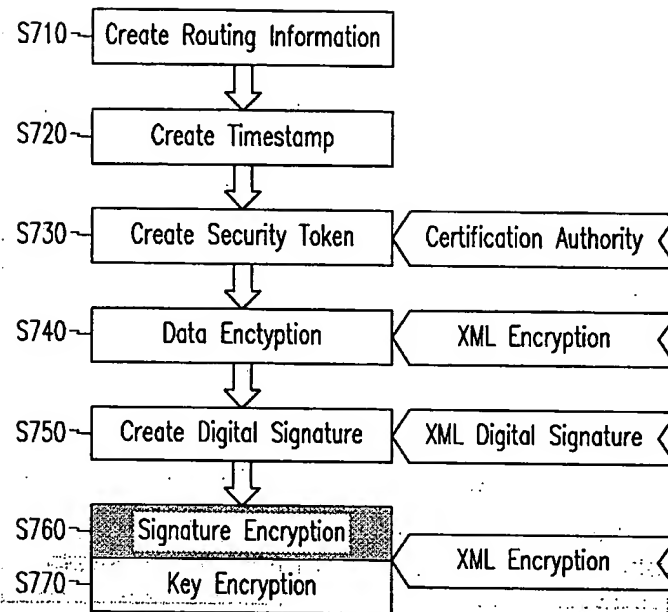 S710 Create Routing Information
S720 Create Timestamp
S730 Create Security Token Certification Authority
S740 Data Enctyption XML Encryption
S750 Create Digital Signature XML Digital Signature
S760 Signature Encryption
XML Encryption
S770 Key Encryption